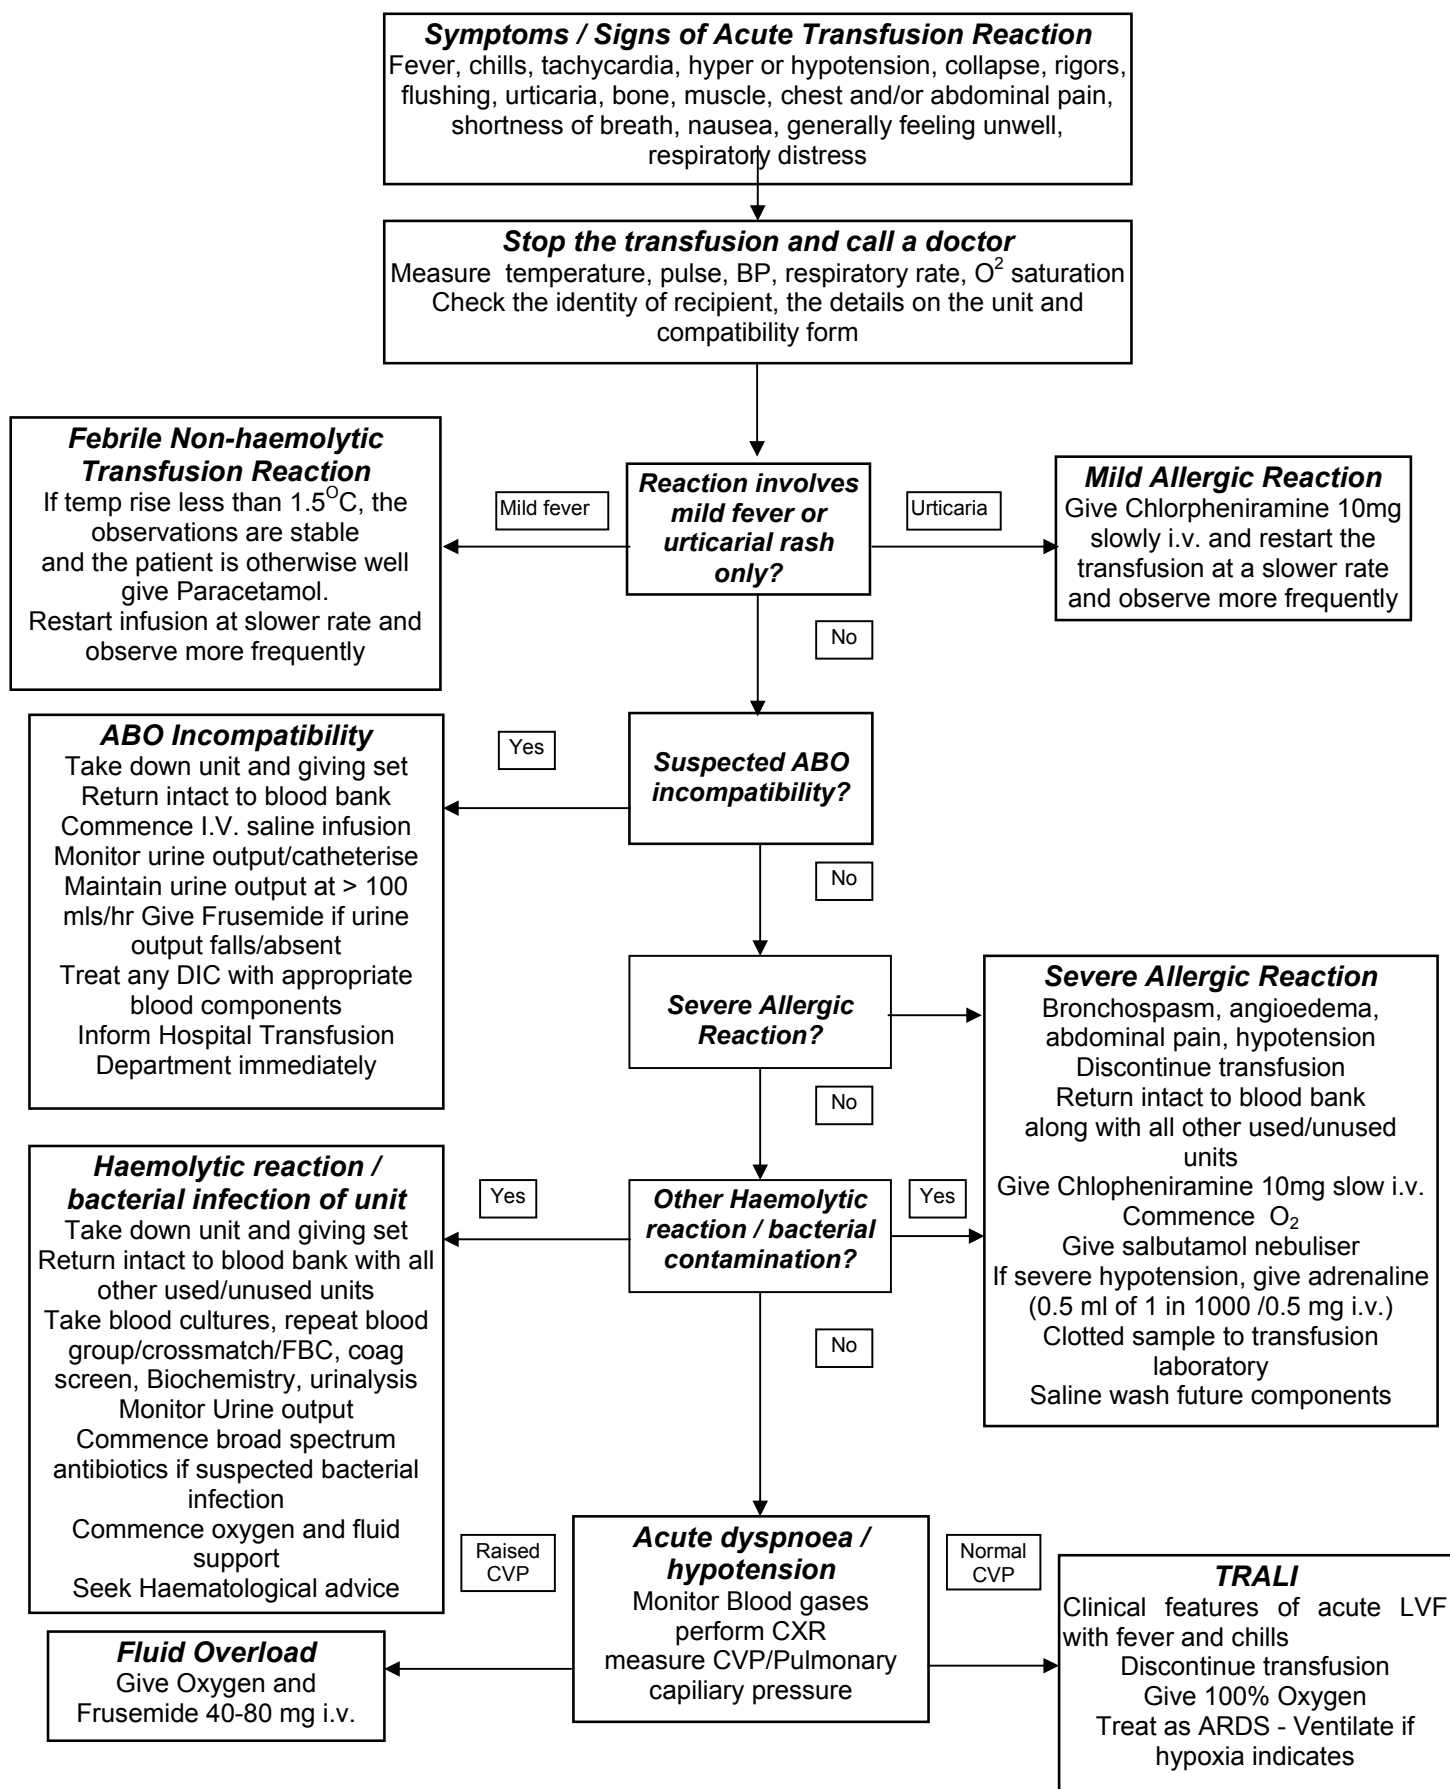 Symptoms / Signs of Acute Transfusion Reaction
Fever, chills, tachycardia, hyper or hypotension, collapse, rigors,
flushing, urticaria, bone, muscle, chest and/or abdominal pain,
shortness of breath, nausea, generally feeling unwell,
respiratory distress
Stop the transfusion and call a doctor
Measure temperature, pulse, BP, respiratory rate, O² saturation
Check the identity of recipient, the details on the unit and
compatibility form
Febrile Non-haemolytic
Transfusion Reaction
If temp rise less than 1.5°C, the
observations are stable
and the patient is otherwise well
give Paracetamol.
Restart infusion at slower rate and
observe more frequently
Mild fever
Reaction involves
mild fever or
urticarial rash
only?
Urticaria
Mild Allergic Reaction
Give Chlorpheniramine 10mg
slowly i.v. and restart the
transfusion at a slower rate
and observe more frequently
No
ABO Incompatibility
Take down unit and giving set
Return intact to blood bank
Commence I.V. saline infusion
Monitor urine output/catheterise
Maintain urine output at > 100
mls/hr Give Frusemide if urine
output falls/absent
Treat any DIC with appropriate
blood components
Inform Hospital Transfusion
Department immediately
Yes
Suspected ABO
incompatibility?
No
Severe Allergic
Reaction?
Severe Allergic Reaction
Bronchospasm, angioedema,
abdominal pain, hypotension
Discontinue transfusion
Return intact to blood bank
along with all other used/unused
units
Give Chlopheniramine 10mg slow i.v.
Commence O₂
Give salbutamol nebuliser
If severe hypotension, give adrenaline
(0.5 ml of 1 in 1000 /0.5 mg i.v.)
Clotted sample to transfusion
laboratory
Saline wash future components
No
Haemolytic reaction /
bacterial infection of unit
Take down unit and giving set
Return intact to blood bank with all
other used/unused units
Take blood cultures, repeat blood
group/crossmatch/FBC, coag
screen, Biochemistry, urinalysis
Monitor Urine output
Commence broad spectrum
antibiotics if suspected bacterial
infection
Commence oxygen and fluid
support
Seek Haematological advice
Yes
Other Haemolytic
reaction / bacterial
contamination?
Yes
No
Raised
CVP
Acute dyspnoea /
hypotension
Monitor Blood gases
perform CXR
measure CVP/Pulmonary
capillary pressure
Normal
CVP
Fluid Overload
Give Oxygen and
Frusemide 40-80 mg i.v.
TRALI
Clinical features of acute LVF
with fever and chills
Discontinue transfusion
Give 100% Oxygen
Treat as ARDS - Ventilate if
hypoxia indicates